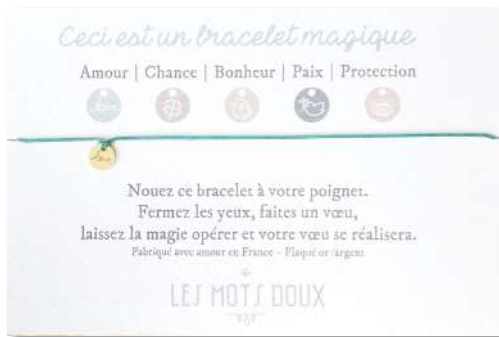 Ceci est un bracelet magique
Amour | Chance | Bonheur | Paix | Protection
Nouez ce bracelet à votre poignet.
Fermez les yeux, faites un vœu,
laissez la magie opérer et votre vœu se réalisera.
Fabriqué avec amour en France – Plaqué or/argent
LES MOTS DOUX